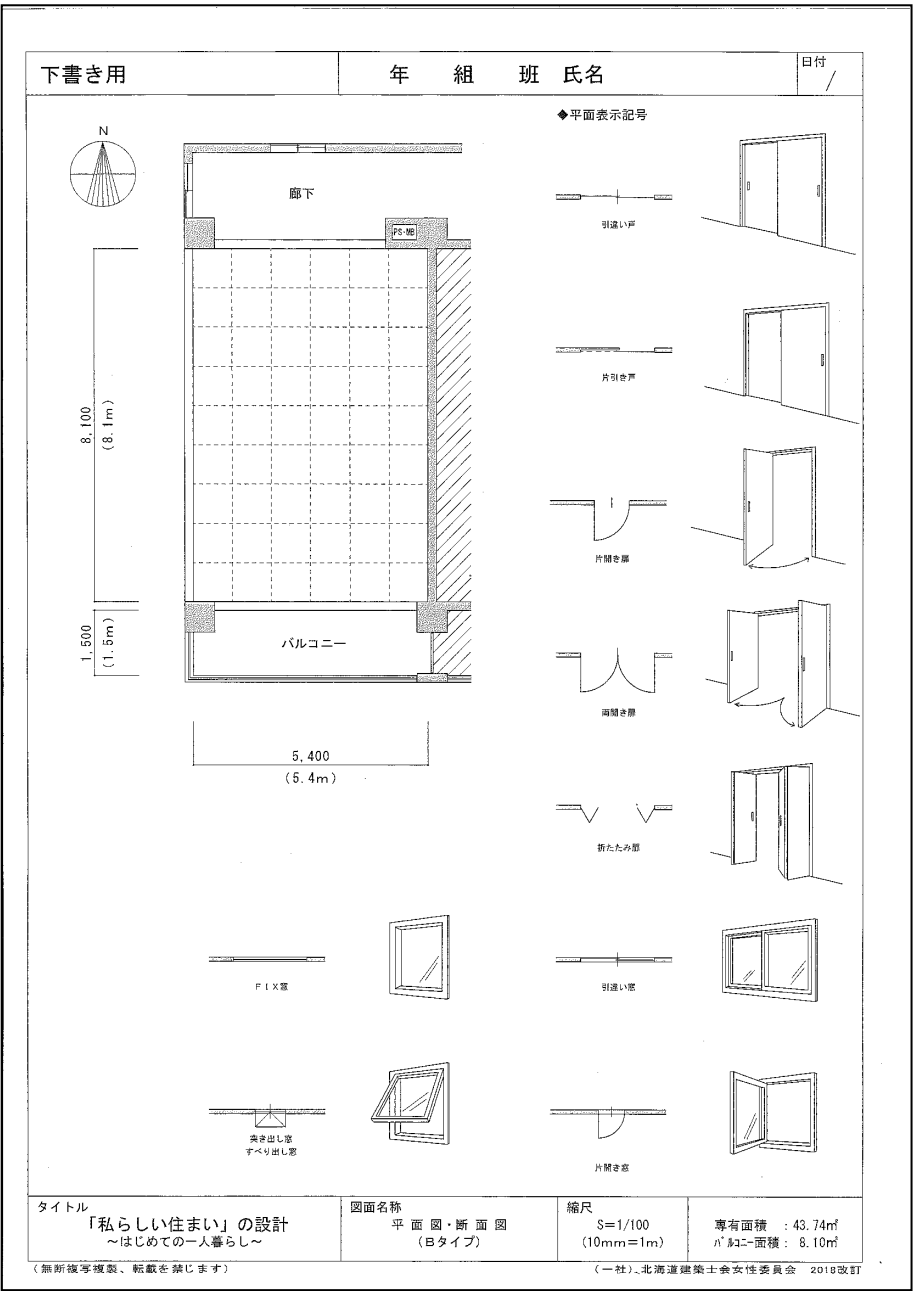 下書き用
年 組 班 氏名
日付
/
◆平面表示記号
N
廊下
PS・MB
引違い戸
片引き戸
8,100
(8.1m)
片開き扉
1,500
(1.5m)
バルコニー
両開き扉
5,400
(5.4m)
折たたみ扉
FIX窓
引違い窓
突き出し窓
すべり出し窓
片開き窓
タイトル
「私らしい住まい」の設計
~はじめての一人暮らし~
図面名称
平面図・断面図
(Bタイプ)
縮尺
S=1/100
(10mm=1m)
専有面積 : 43.74㎡
バルコニー面積 : 8.10㎡
(無断複写複製、転載を禁じます)
(一社)北海道建築士会女性委員会 2018改訂